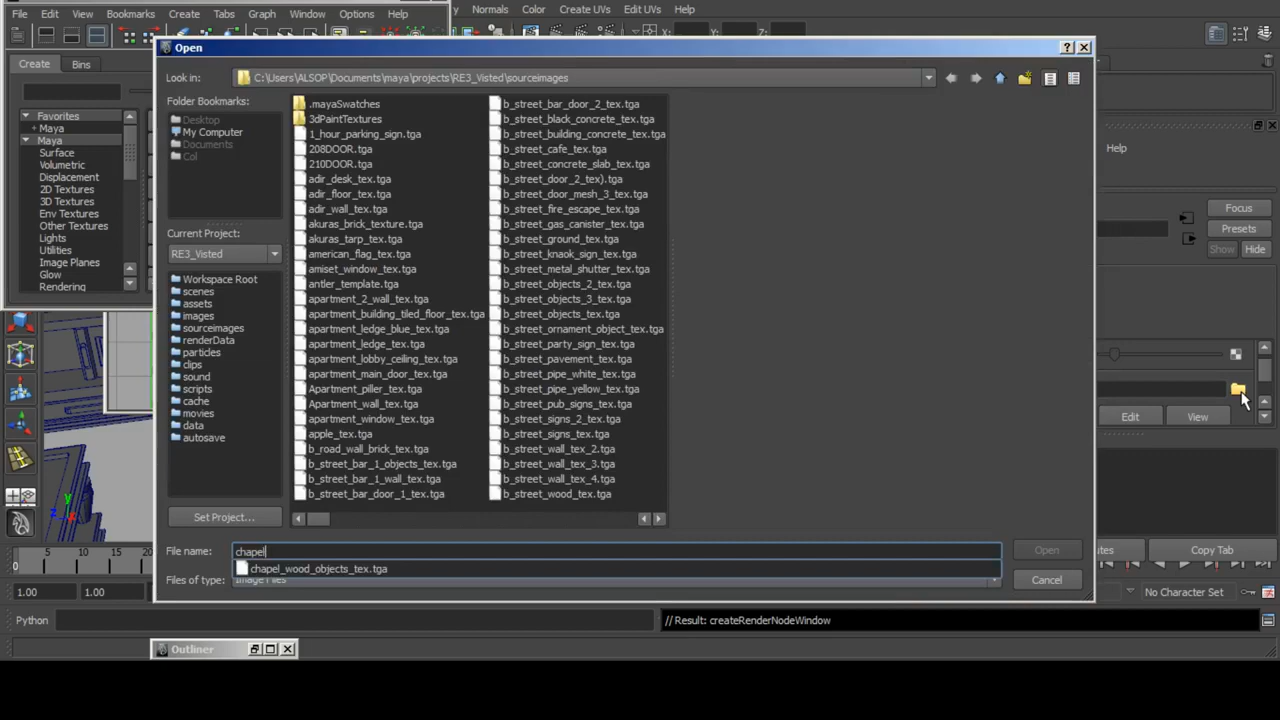 File Edit View Bookmarks Create Tabs Graph Window Options Help
Normals Color Create UVs Edit UVs Help
X: Y: Z:
Open
Create Bins
Look in: C:\Users\ALSOP\Documents\maya\projects\RE3_Visted\sourceimages
Folder Bookmarks:
Desktop
My Computer
Documents
Col
Favorites
+ Maya
Maya
Surface
Volumetric
Displacement
2D Textures
3D Textures
Env Textures
Other Textures
Lights
Utilities
Image Planes
Glow
Rendering
Current Project:
RE3_Visted
Workspace Root
scenes
assets
images
sourceimages
renderData
particles
clips
sound
scripts
cache
movies
data
autosave
Set Project...
.mayaSwatches
3dPaintTextures
1_hour_parking_sign.tga
208DOOR.tga
210DOOR.tga
adir_desk_tex.tga
adir_floor_tex.tga
adir_wall_tex.tga
akuras_brick_texture.tga
akuras_tarp_tex.tga
american_flag_tex.tga
amiset_window_tex.tga
antler_template.tga
apartment_2_wall_tex.tga
apartment_building_tiled_floor_tex.tga
apartment_ledge_blue_tex.tga
apartment_ledge_tex.tga
apartment_lobby_ceiling_tex.tga
apartment_main_door_tex.tga
Apartment_piller_tex.tga
Apartment_wall_tex.tga
apartment_window_tex.tga
apple_tex.tga
b_road_wall_brick_tex.tga
b_street_bar_1_objects_tex.tga
b_street_bar_1_wall_tex.tga
b_street_bar_door_1_tex.tga
b_street_bar_door_2_tex.tga
b_street_black_concrete_tex.tga
b_street_building_concrete_tex.tga
b_street_cafe_tex.tga
b_street_concrete_slab_tex.tga
b_street_door_2_tex).tga
b_street_door_mesh_3_tex.tga
b_street_fire_escape_tex.tga
b_street_gas_canister_tex.tga
b_street_ground_tex.tga
b_street_knaok_sign_tex.tga
b_street_metal_shutter_tex.tga
b_street_objects_2_tex.tga
b_street_objects_3_tex.tga
b_street_objects_tex.tga
b_street_ornament_object_tex.tga
b_street_party_sign_tex.tga
b_street_pavement_tex.tga
b_street_pipe_white_tex.tga
b_street_pipe_yellow_tex.tga
b_street_pub_signs_tex.tga
b_street_signs_2_tex.tga
b_street_signs_tex.tga
b_street_wall_tex_2.tga
b_street_wall_tex_3.tga
b_street_wall_tex_4.tga
b_street_wood_tex.tga
Help
Focus
Presets
Show Hide
Edit View
File name: chapel Open
chapel_wood_objects_tex.tga
Files of type: Image Files Cancel
Copy Tab
0 5 10 15 20 25 30
1.00 1.00
No Character Set
Python // Result: createRenderNodeWindow
Outliner